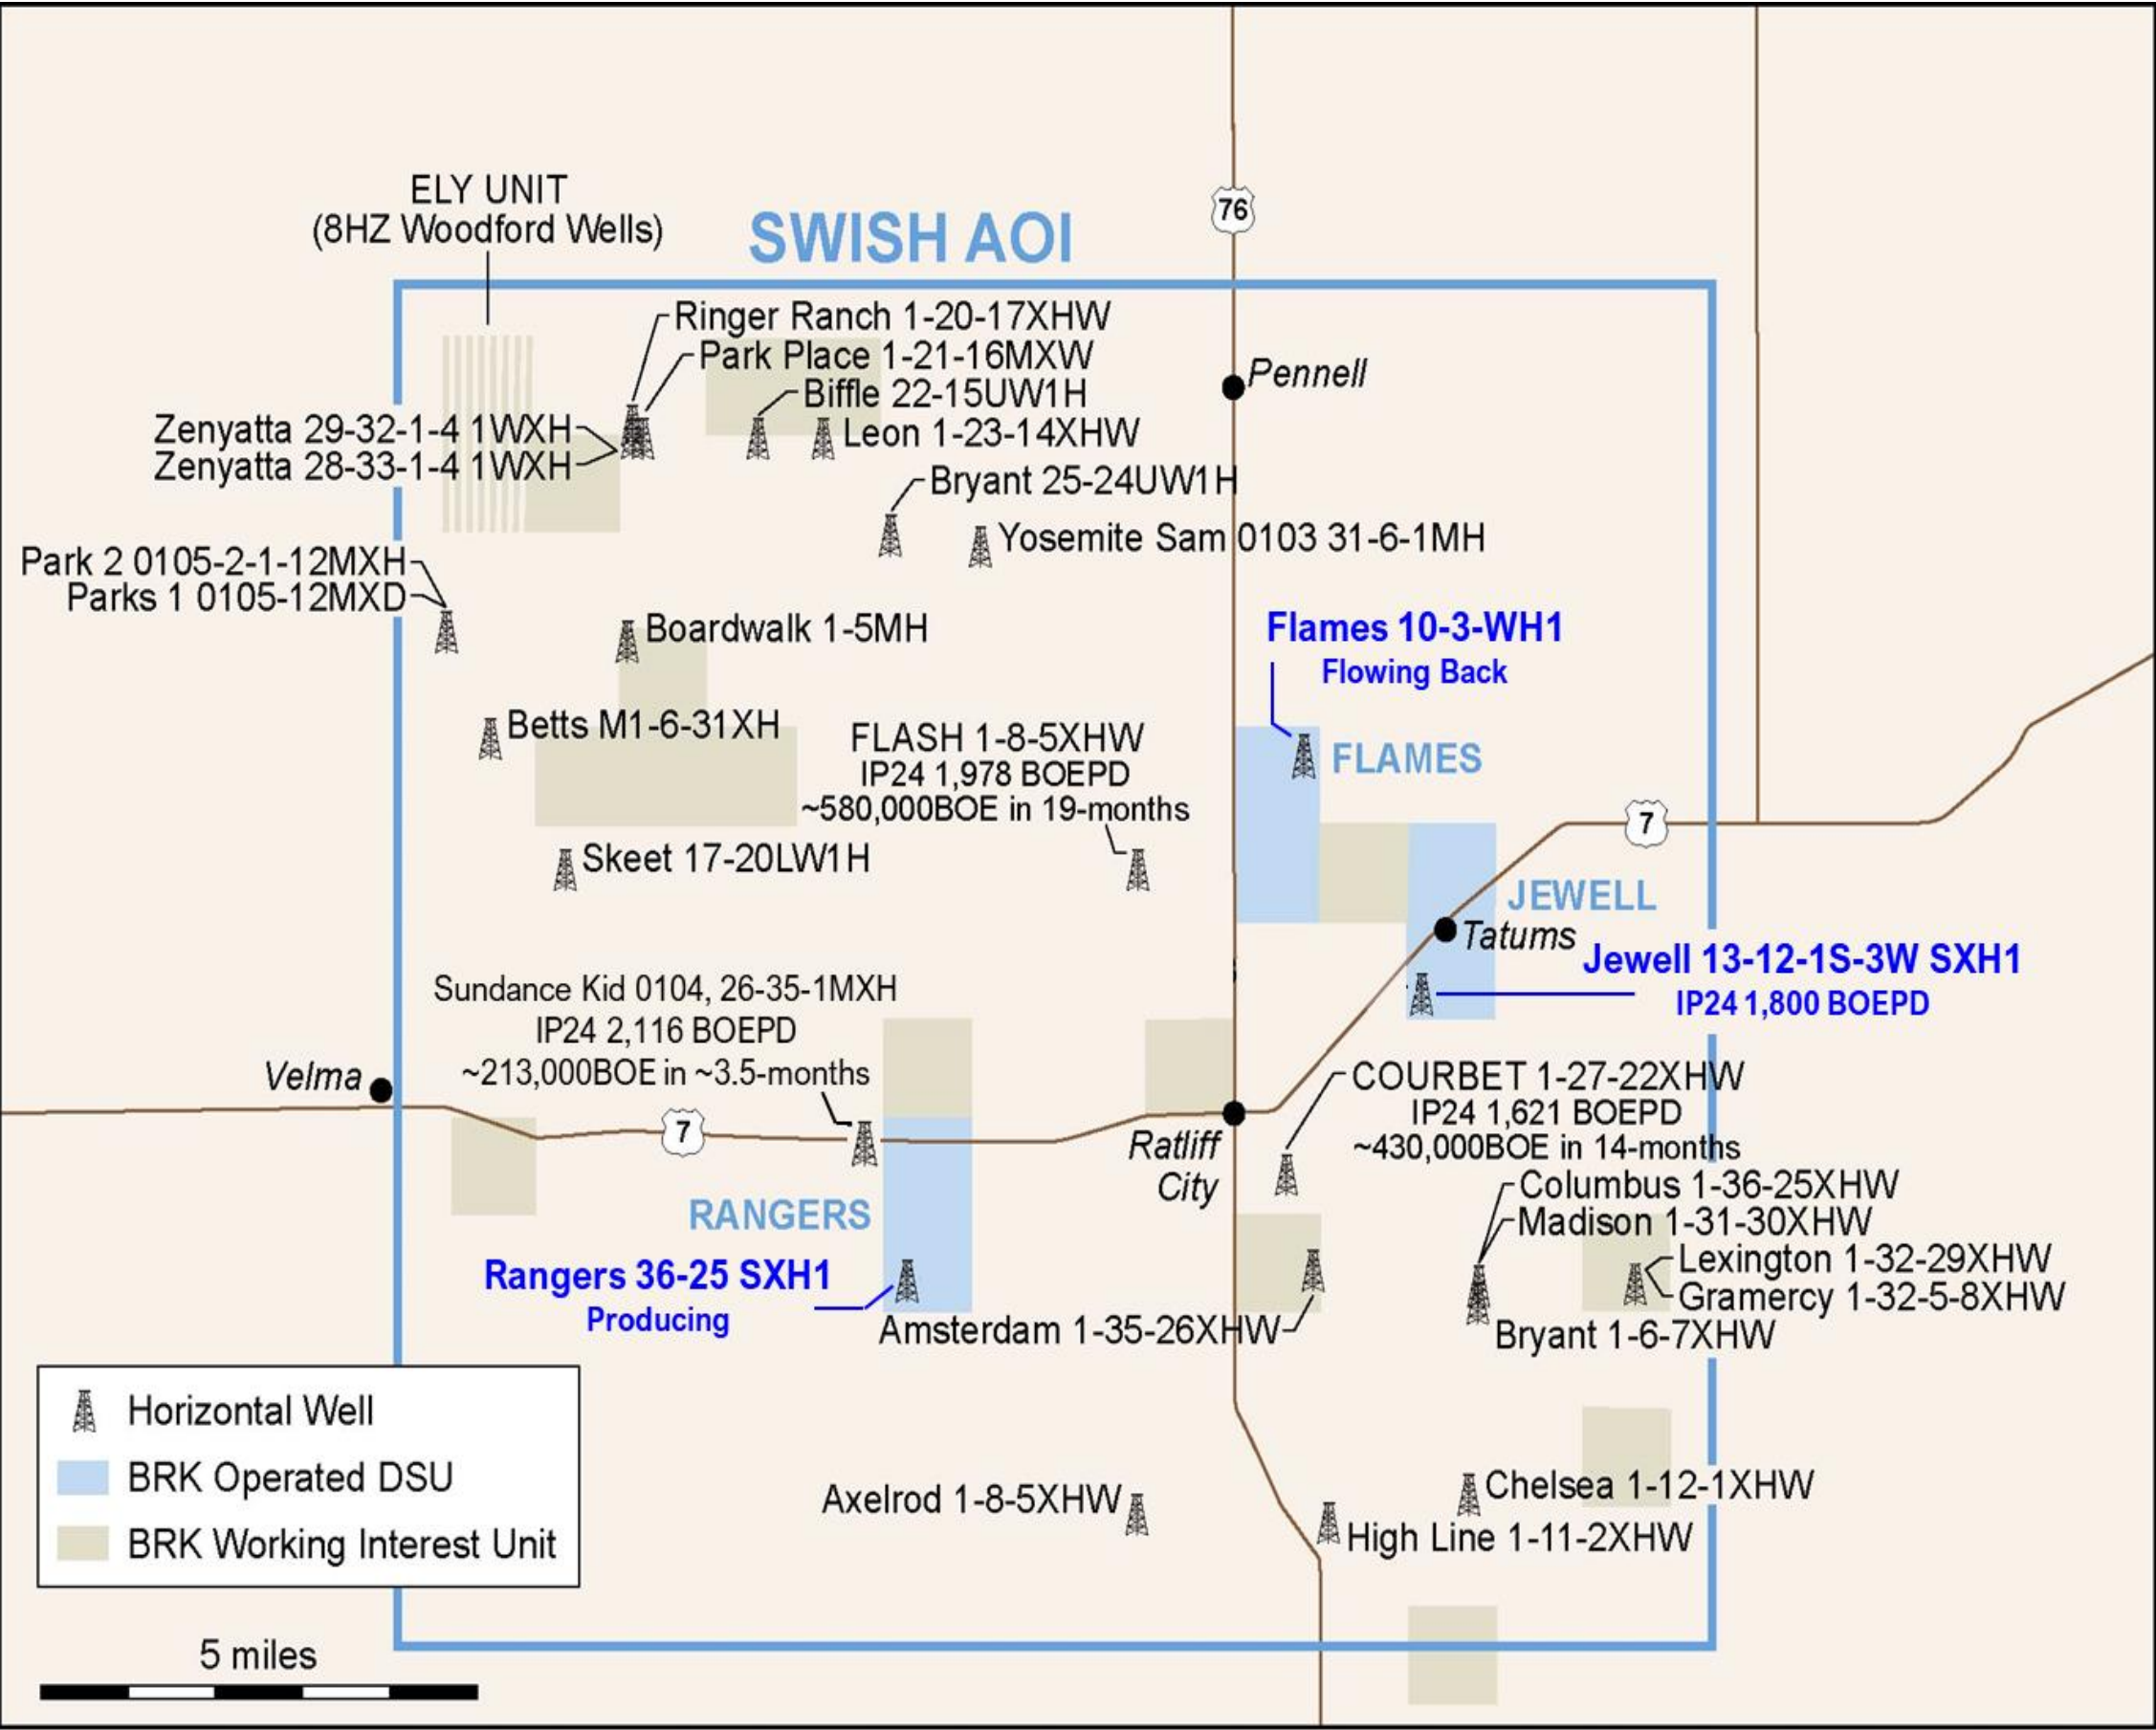 ELY UNIT
(8HZ Woodford Wells)
SWISH AOI
76
Ringer Ranch 1-20-17XHW
Park Place 1-21-16MXW
Biffle 22-15UW1H
Pennell
Zenyatta 29-32-1-4 1WXH
Leon 1-23-14XHW
Zenyatta 28-33-1-4 1WXH
Bryant 25-24UW1H
Yosemite Sam 0103 31-6-1MH
Park 2 0105-2-1-12MXH
Parks 1 0105-12MXD
Boardwalk 1-5MH
Flames 10-3-WH1
Flowing Back
Betts M1-6-31XH
FLASH 1-8-5XHW
IP24 1,978 BOEPD
~580,000BOE in 19-months
FLAMES
7
Skeet 17-20LW1H
JEWELL
Tatums
Jewell 13-12-1S-3W SXH1
IP24 1,800 BOEPD
Sundance Kid 0104, 26-35-1MXH
IP24 2,116 BOEPD
~213,000BOE in ~3.5-months
Velma
7
COURBET 1-27-22XHW
IP24 1,621 BOEPD
~430,000BOE in 14-months
Ratliff
City
Columbus 1-36-25XHW
Madison 1-31-30XHW
RANGERS
Lexington 1-32-29XHW
Gramercy 1-32-5-8XHW
Rangers 36-25 SXH1
Producing
Amsterdam 1-35-26XHW
Bryant 1-6-7XHW
Horizontal Well
BRK Operated DSU
BRK Working Interest Unit
Axelrod 1-8-5XHW
Chelsea 1-12-1XHW
High Line 1-11-2XHW
5 miles